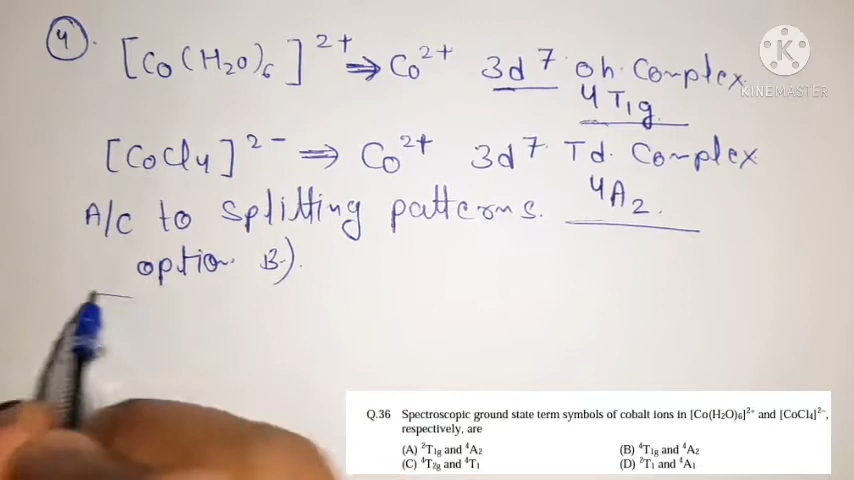 4. [Co(H2O)6]2+ ⇒ Co2+ 3d7 oh. Complex
4T1g
K
KINEMASTER
[CoCl4]2- ⇒ Co2+ 3d7 Td. Complex
4A2.
A/c to splitting patterns.
option B).
Q.36 Spectroscopic ground state term symbols of cobalt ions in [Co(H2O)6]2+ and [CoCl4]2-,
respectively, are
(A) 2T1g and 4A2 (B) 4T1g and 4A2
(C) 4T2g and 4T1 (D) 2T1 and 4A1